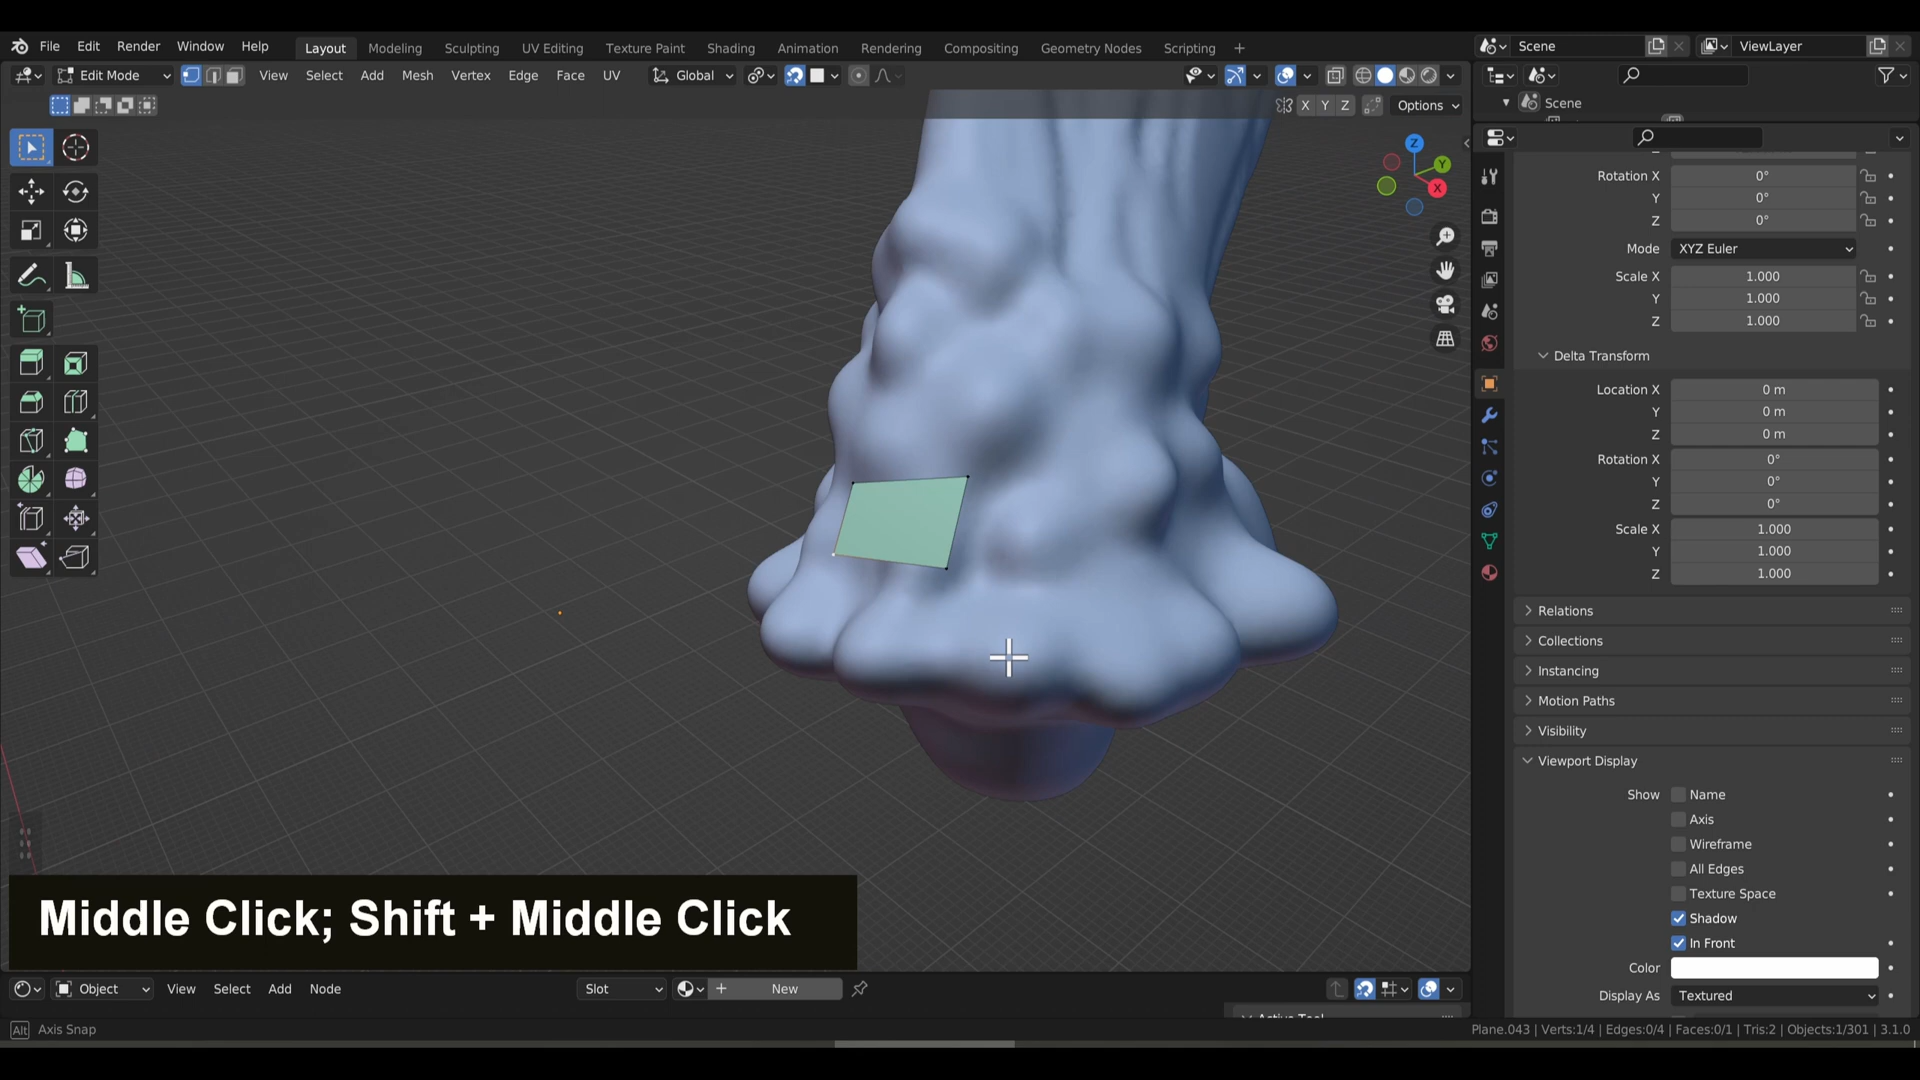 File Edit Render Window Help Layout Modeling Sculpting UV Editing Texture Paint Shading Animation Rendering Compositing Geometry Nodes Scripting + Scene ViewLayer
Edit Mode View Select Add Mesh Vertex Edge Face UV Global
X Y Z Options
Scene
Z
Y
X
Rotation X 0°
Y 0°
Z 0°
Mode XYZ Euler
Scale X 1.000
Y 1.000
Z 1.000
Delta Transform
Location X 0 m
Y 0 m
Z 0 m
Rotation X 0°
Y 0°
Z 0°
Scale X 1.000
Y 1.000
Z 1.000
Relations
Collections
Instancing
Motion Paths
Visibility
Viewport Display
Show Name
Axis
Wireframe
All Edges
Texture Space
Shadow
In Front
Color
Display As Textured
Middle Click; Shift + Middle Click
Object View Select Add Node Slot New
Active Tool
Alt Axis Snap
Plane.043 | Verts:1/4 | Edges:0/4 | Faces:0/1 | Tris:2 | Objects:1/301 | 3.1.0